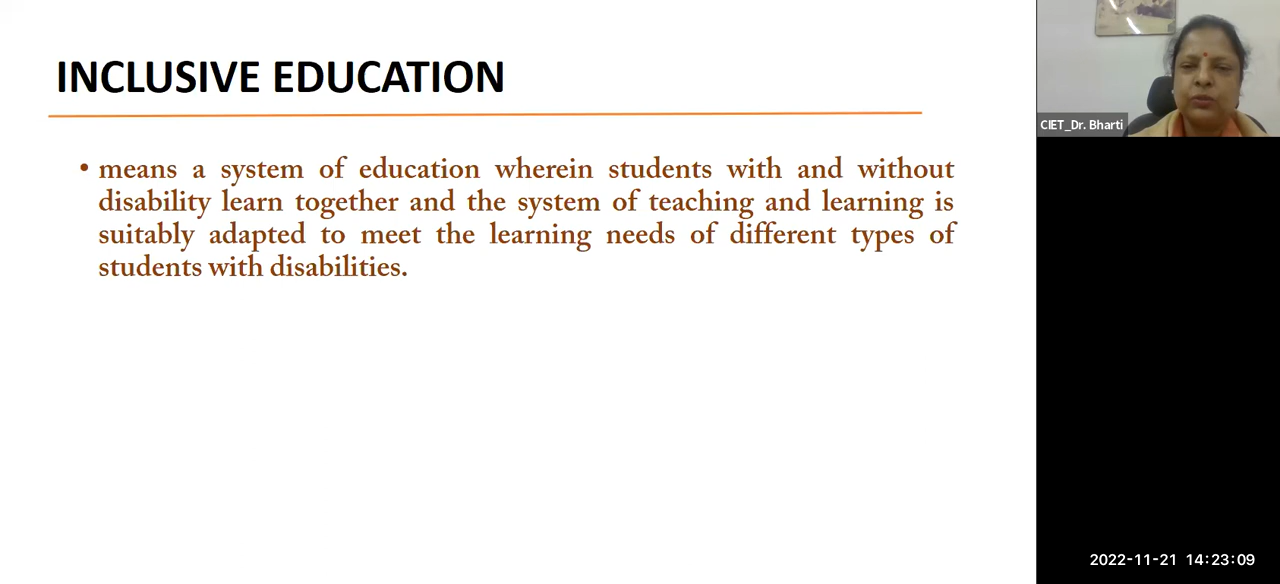 INCLUSIVE EDUCATION
• means a system of education wherein students with and without
disability learn together and the system of teaching and learning is
suitably adapted to meet the learning needs of different types of
students with disabilities.
CIET_Dr. Bharti
2022-11-21 14:23:09